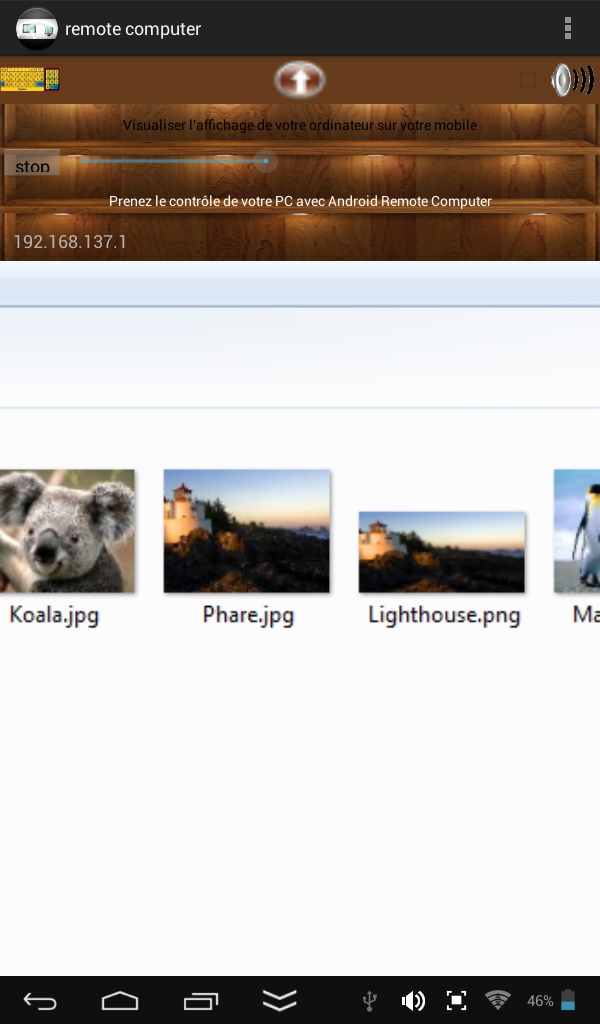 remote computer
Visualiser l'affichage de votre ordinateur sur votre mobile
stop
Prenez le contrôle de votre PC avec Android Remote Computer
192.168.137.1
Koala.jpg Phare.jpg Lighthouse.png Ma
46%